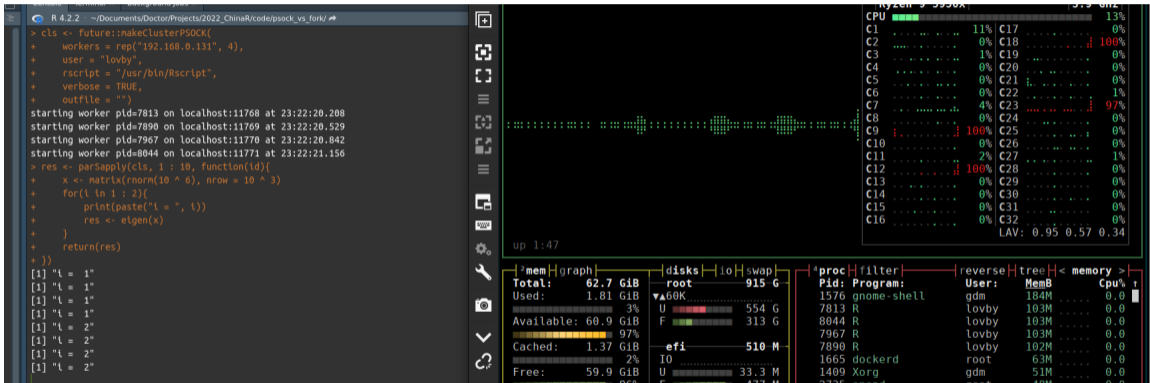 R 4.2.2 · ~/Documents/Doctor/Projects/2022_ChinaR/code/psock_vs_fork/
> cls <- future::makeClusterPSOCK(
+ workers = rep("192.168.0.131", 4),
+ user = "lovby",
+ rscript = "/usr/bin/Rscript",
+ verbose = TRUE,
+ outfile = "")
starting worker pid=7813 on localhost:11768 at 23:22:20.208
starting worker pid=7890 on localhost:11769 at 23:22:20.529
starting worker pid=7967 on localhost:11770 at 23:22:20.842
starting worker pid=8044 on localhost:11771 at 23:22:21.156
> res <- parSapply(cls, 1 : 10, function(id){
+ x <- matrix(rnorm(10 ^ 6), nrow = 10 ^ 3)
+ for(i in 1 : 2){
+ print(paste("i = ", i))
+ res <- eigen(x)
+ }
+ return(res)
+ })
[1] "i =  1"
[1] "i =  1"
[1] "i =  1"
[1] "i =  1"
[1] "i =  2"
[1] "i =  2"
[1] "i =  2"
[1] "i =  2"
up 1:47
CPU 13%
C1 11% C17 0%
C2 0% C18 100%
C3 1% C19 0%
C4 0% C20 0%
C5 0% C21 0%
C6 0% C22 1%
C7 4% C23 97%
C8 0% C24 0%
C9 100% C25 0%
C10 0% C26 0%
C11 2% C27 1%
C12 100% C28 0%
C13 0% C29 0%
C14 0% C30 0%
C15 0% C31 0%
C16 0% C32 0%
LAV: 0.95 0.57 0.34
2mem graph
Total: 62.7 GiB
Used: 1.81 GiB
3%
Available: 60.9 GiB
97%
Cached: 1.37 GiB
2%
Free: 59.9 GiB
disks io swap
root 915 G
▼▲60K
U 554 G
F 313 G
efi 510 M
IO
U 33.3 M
4proc filter reverse tree < memory >
Pid: Program: User: MemB Cpu% ↑
1576 gnome-shell gdm 184M 0.0
7813 R lovby 103M 0.0
8044 R lovby 103M 0.0
7967 R lovby 103M 0.0
7890 R lovby 102M 0.0
1665 dockerd root 63M 0.0
1409 Xorg gdm 51M 0.0